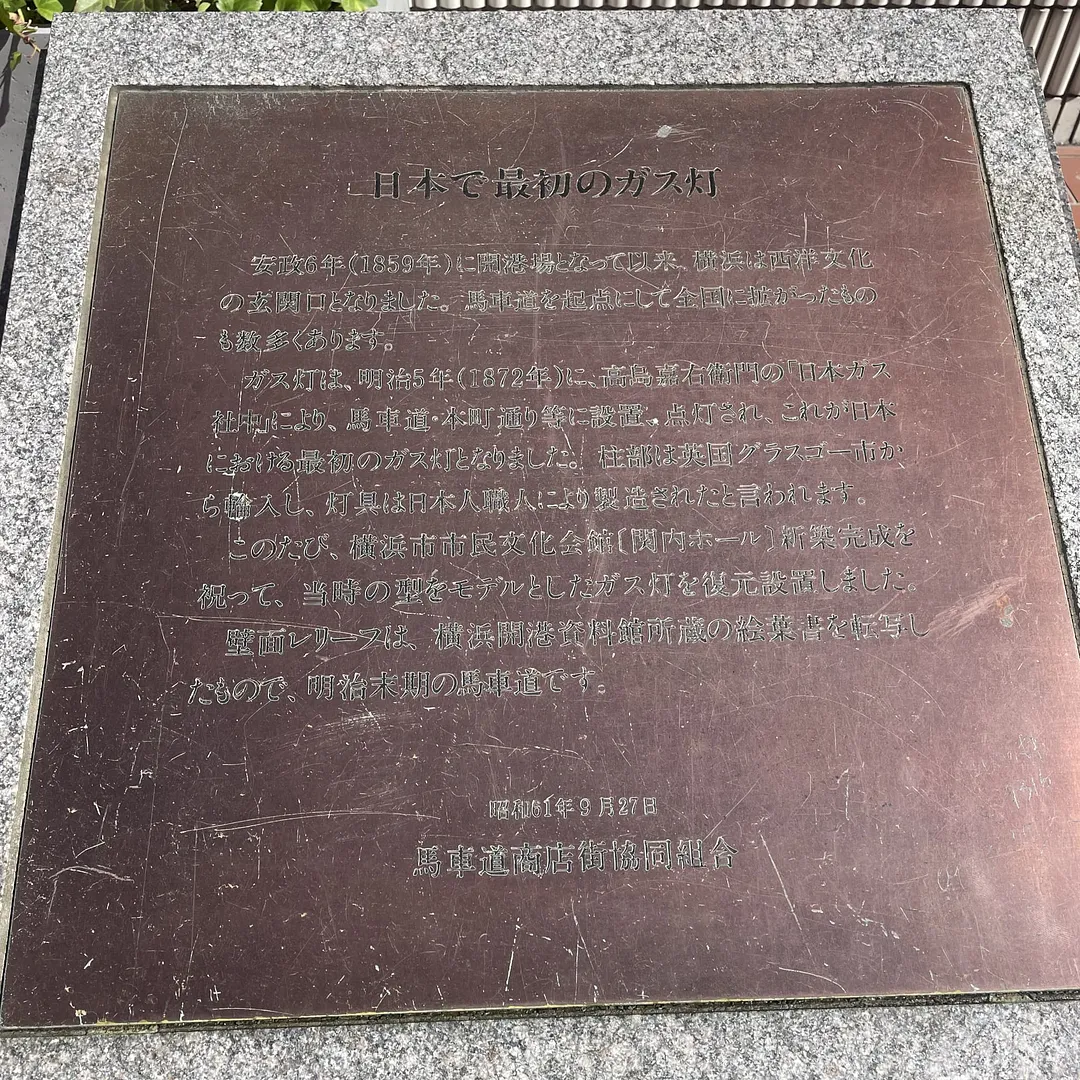 日本で最初のガス灯
安政6年(1859年)に開港場となって以来、横浜は西洋文化
の玄関口となりました。馬車道を起点にして全国に拡がったもの
も数多くあります。
ガス灯は、明治5年(1872年)に、高島嘉右衛門の「日本ガス
社中」により、馬車道・本町通り等に設置、点灯され、これが日本
における最初のガス灯となりました。柱部は英国グラスゴー市か
ら輸入し、灯具は日本人職人により製造されたと言われます。
このたび、横浜市市民文化会館〔関内ホール〕新築完成を
祝って、当時の型をモデルとしたガス灯を復元設置しました。
壁面レリーフは、横浜開港資料館所蔵の絵葉書を転写し
たもので、明治末期の馬車道です。
昭和61年9月27日
馬車道商店街協同組合